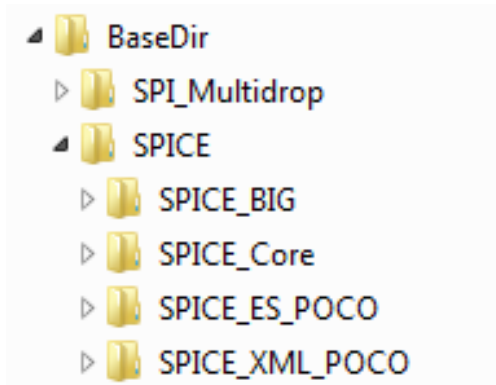 BaseDir
SPI_Multidrop
SPICE
SPICE_BIG
SPICE_Core
SPICE_ES_POCO
SPICE_XML_POCO